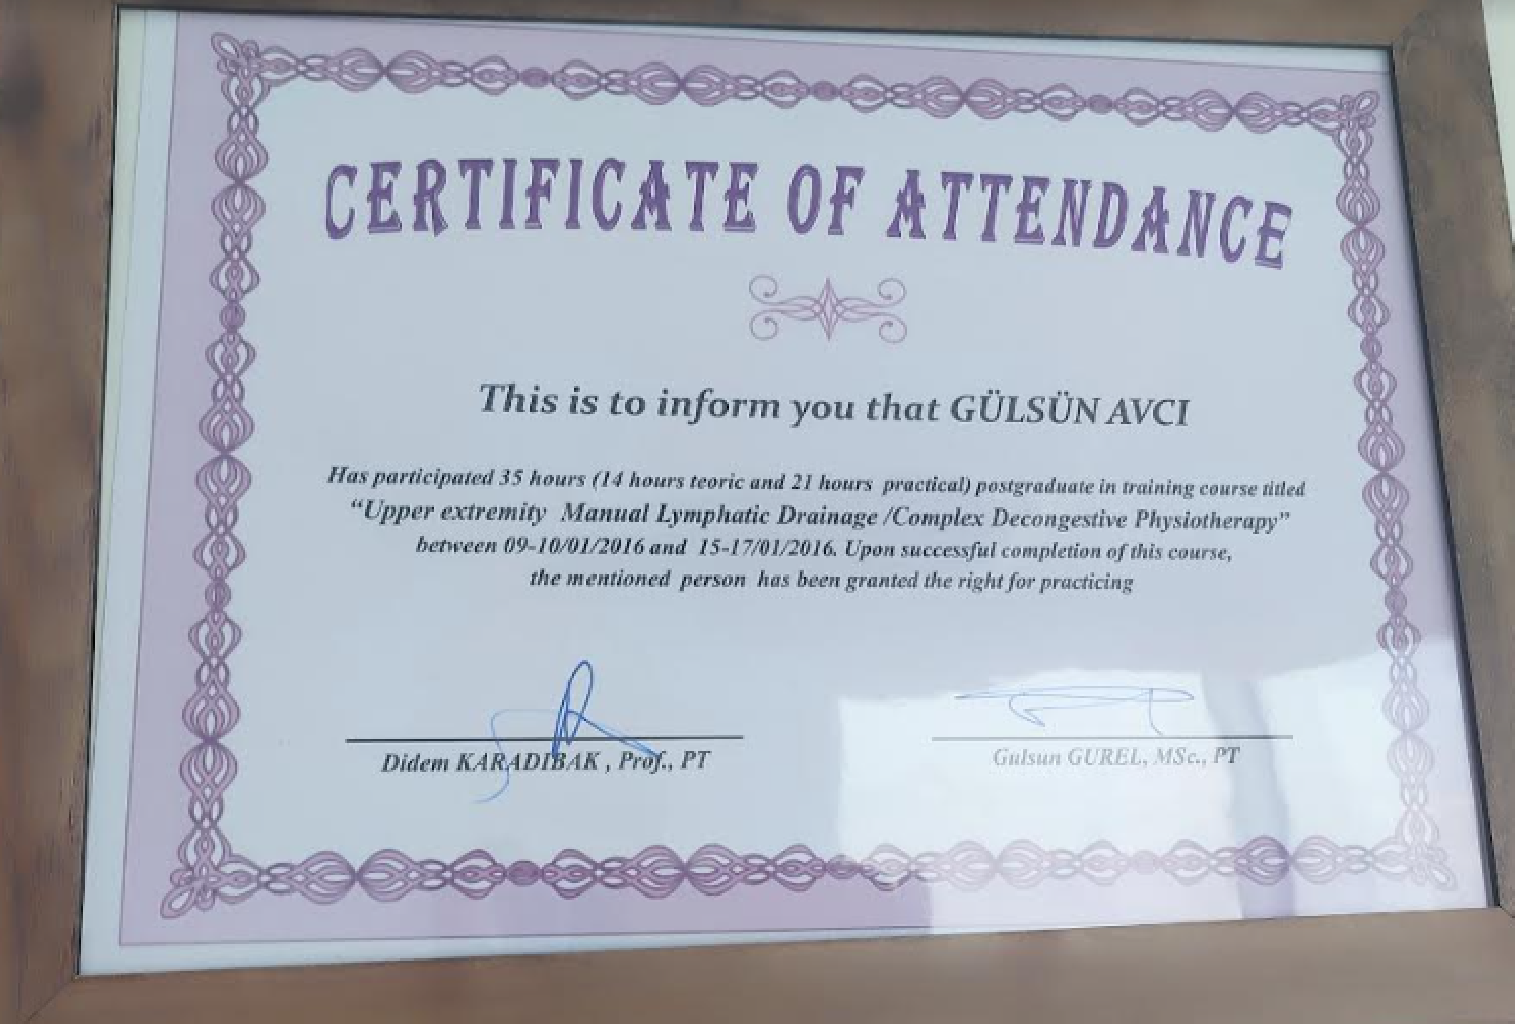 CERTIFICATE OF ATTENDANCE
This is to inform you that GÜLSÜN AVCI
Has participated 35 hours (14 hours teoric and 21 hours practical) postgraduate in training course titled
“Upper extremity Manual Lymphatic Drainage /Complex Decongestive Physiotherapy”
between 09-10/01/2016 and 15-17/01/2016. Upon successful completion of this course,
the mentioned person has been granted the right for practicing
Didem KARADIBAK , Prof., PT
Gulsun GUREL, MSc., PT